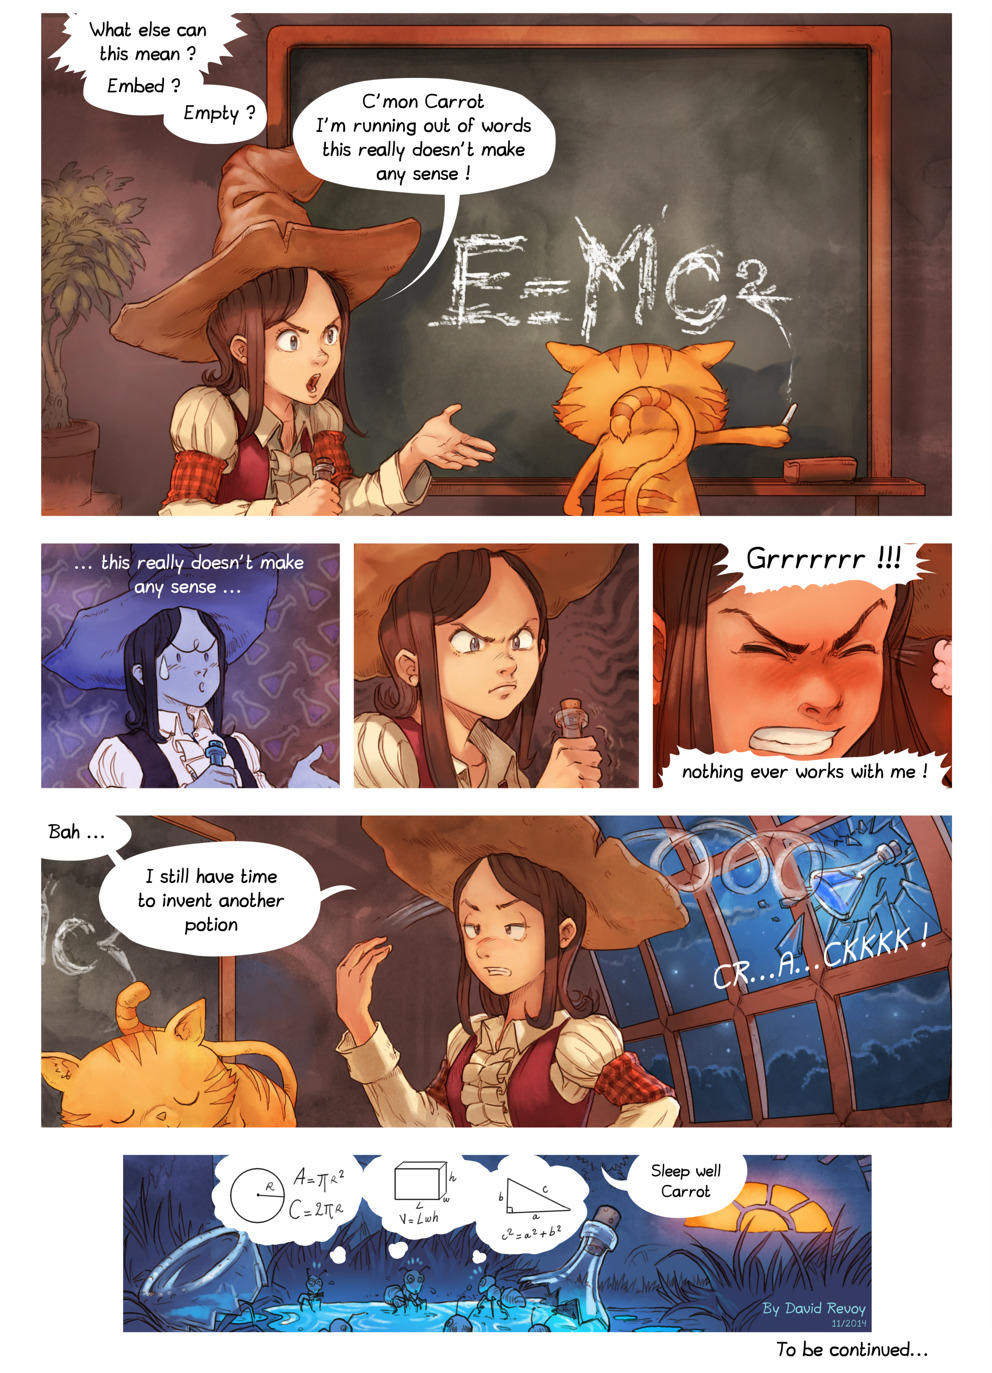 What else can
this mean ?
Embed ?
Empty ?
C'mon Carrot
I'm running out of words
this really doesn't make
any sense !
E=MC2
... this really doesn't make
any sense ...
Grrrrrrr !!!
nothing ever works with me !
Bah ...
I still have time
to invent another
potion
MC2
CR...A...CKKKK !
R
A=πR²
C=2πR
h
w
L
V=Lwh
b
c
a
c²=a²+b²
Sleep well
Carrot
By David Revoy
11/2014
To be continued...